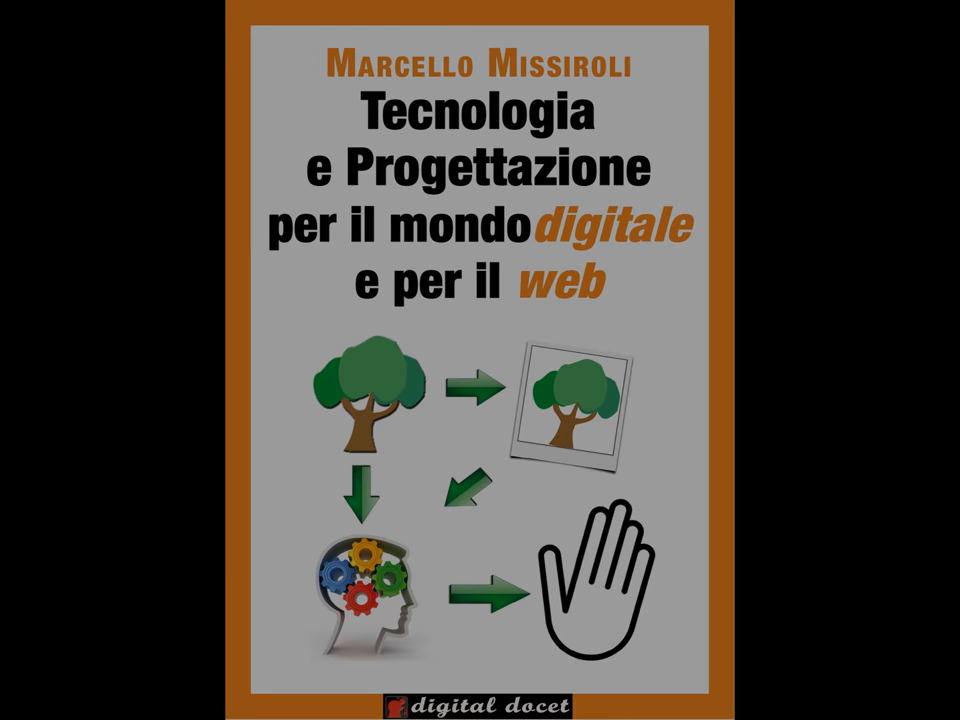 MARCELLO MISSIROLI
Tecnologia
e Progettazione
per il mondo digitale
e per il web
digital docet